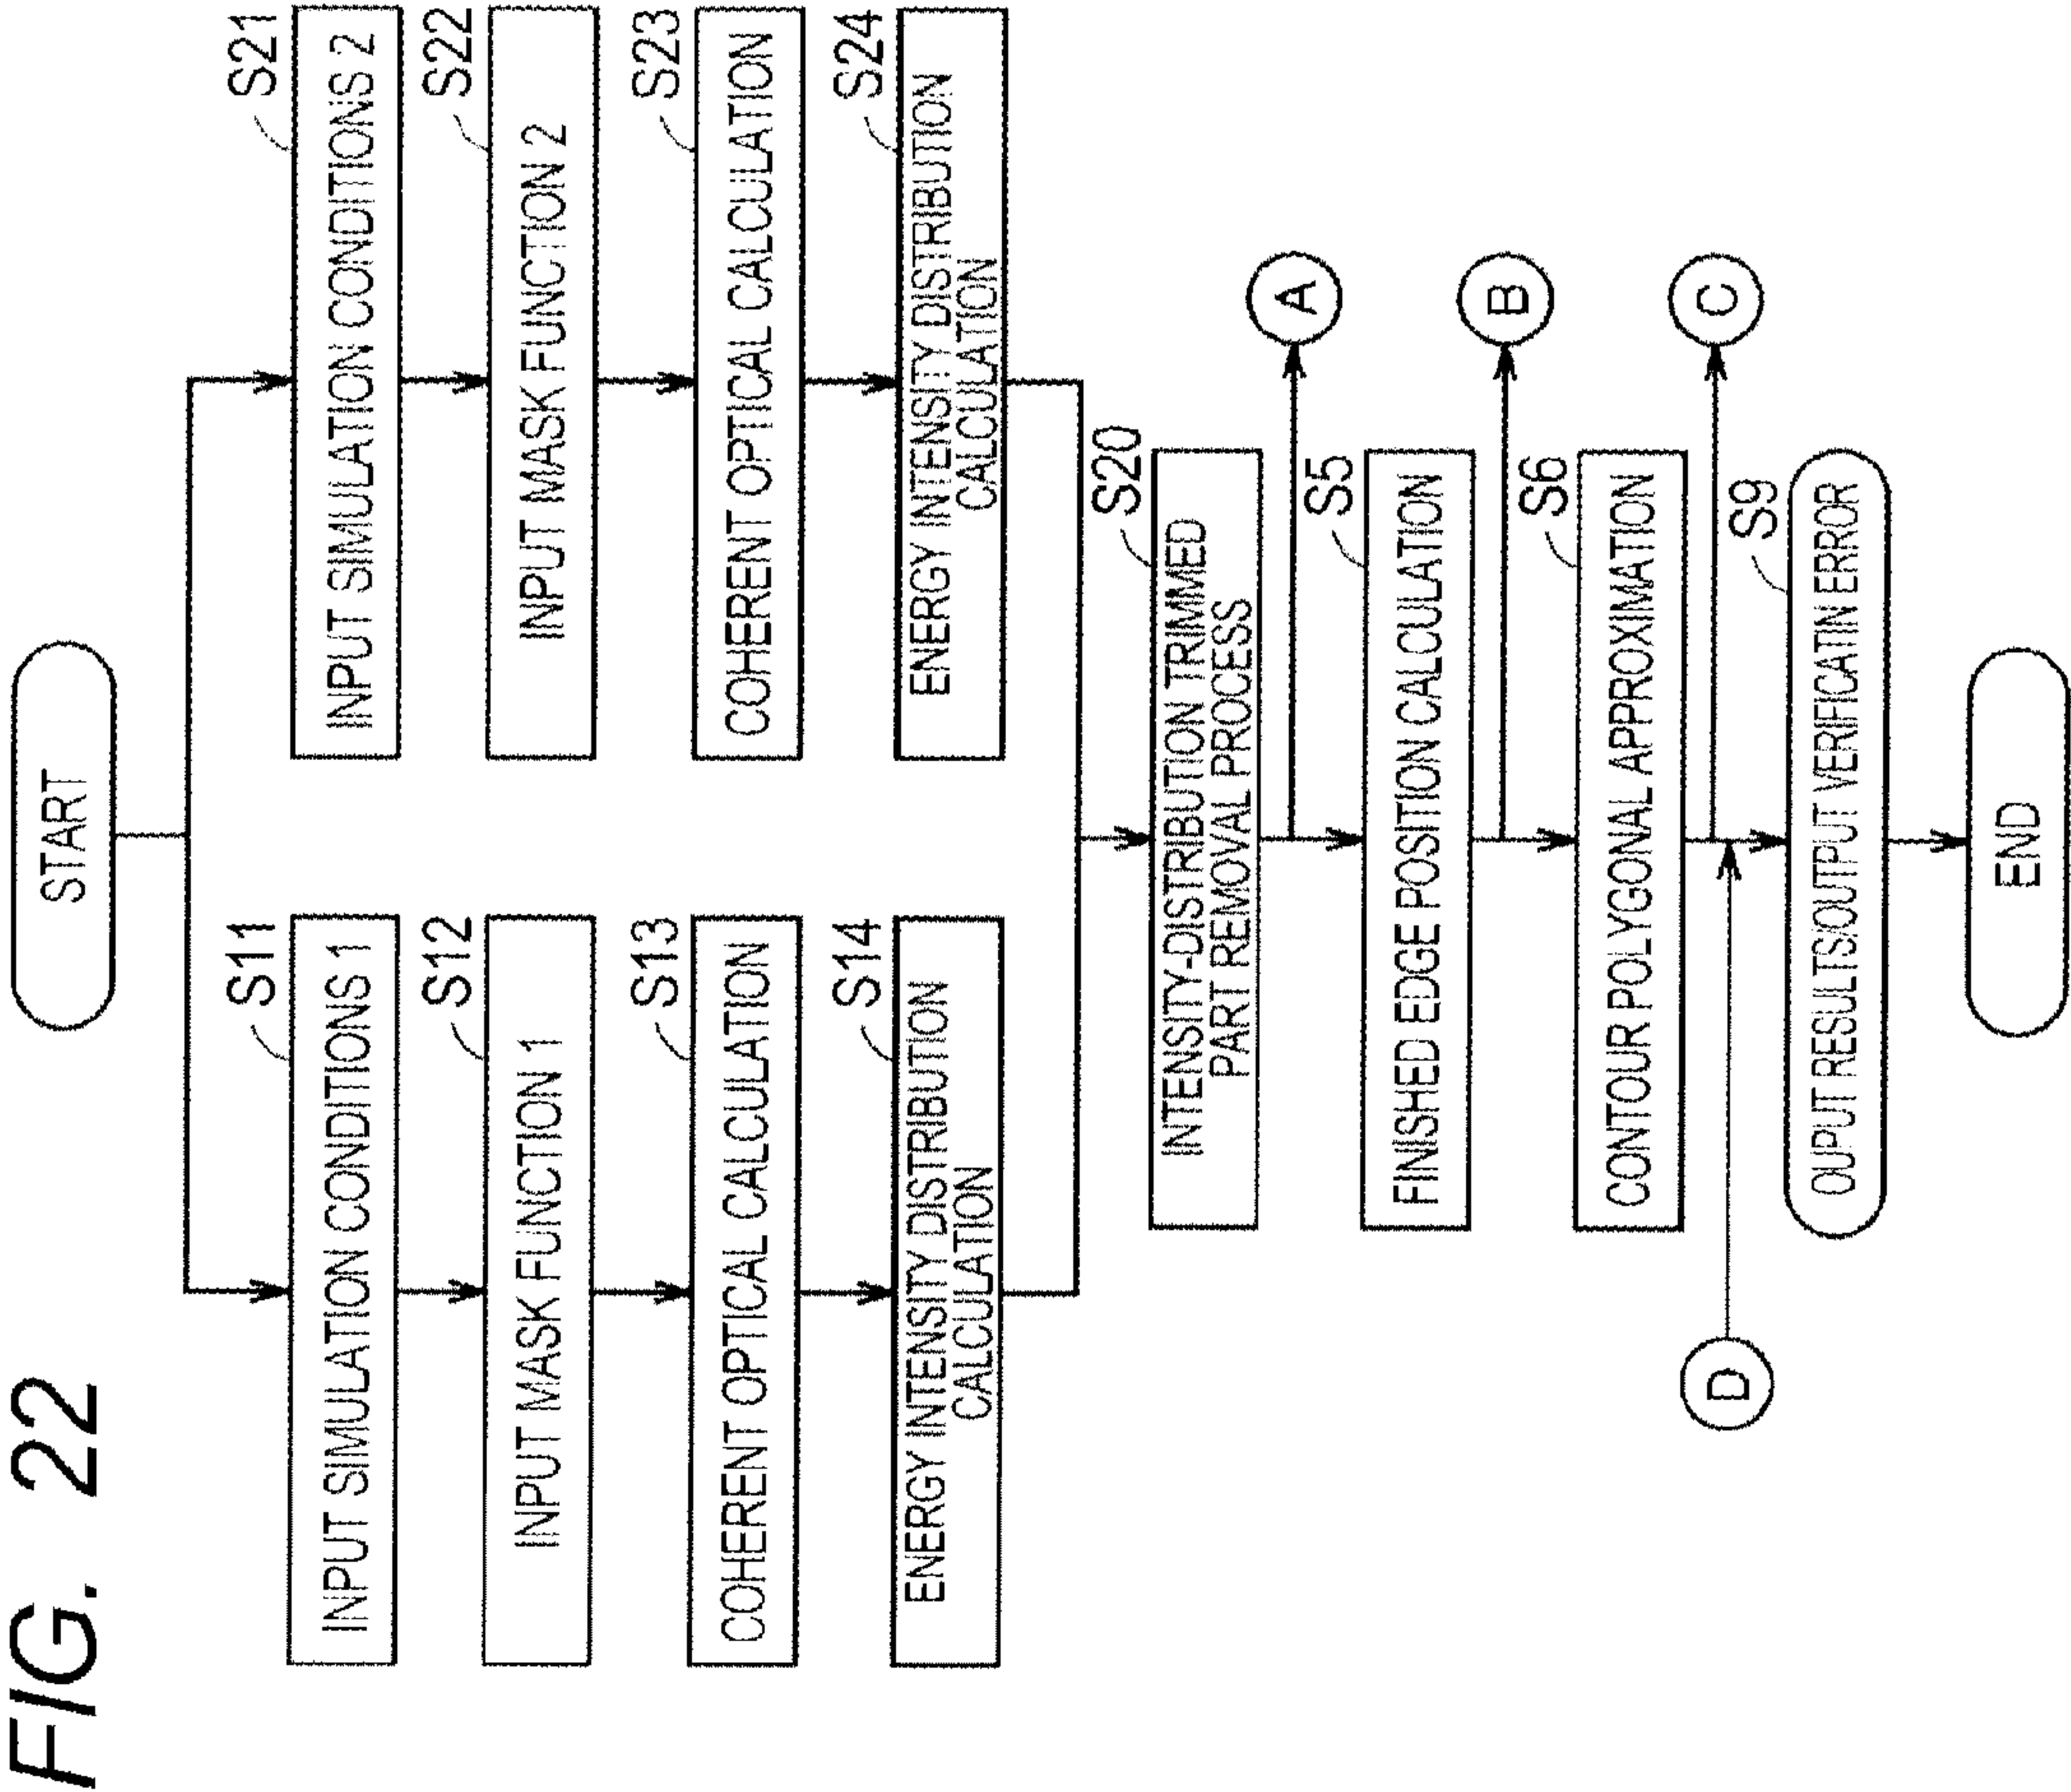 FIG. 22
START
S11
INPUT SIMULATION CONDITIONS 1
S12
INPUT MASK FUNCTION 1
S13
COHERENT OPTICAL CALCULATION
S14
ENERGY INTENSITY DISTRIBUTION
CALCULATION
S21
INPUT SIMULATION CONDITIONS 2
S22
INPUT MASK FUNCTION 2
S23
COHERENT OPTICAL CALCULATION
S24
ENERGY INTENSITY DISTRIBUTION
CALCULATION
S20
INTENSITY-DISTRIBUTION TRIMMED
PART REMOVAL PROCESS
A
S5
FINISHED EDGE POSITION CALCULATION
B
S6
CONTOUR POLYGONAL APPROXIMATION
C
D
S9
OUPUT RESULTS/OUTPUT VERIFICATIN ERROR
END